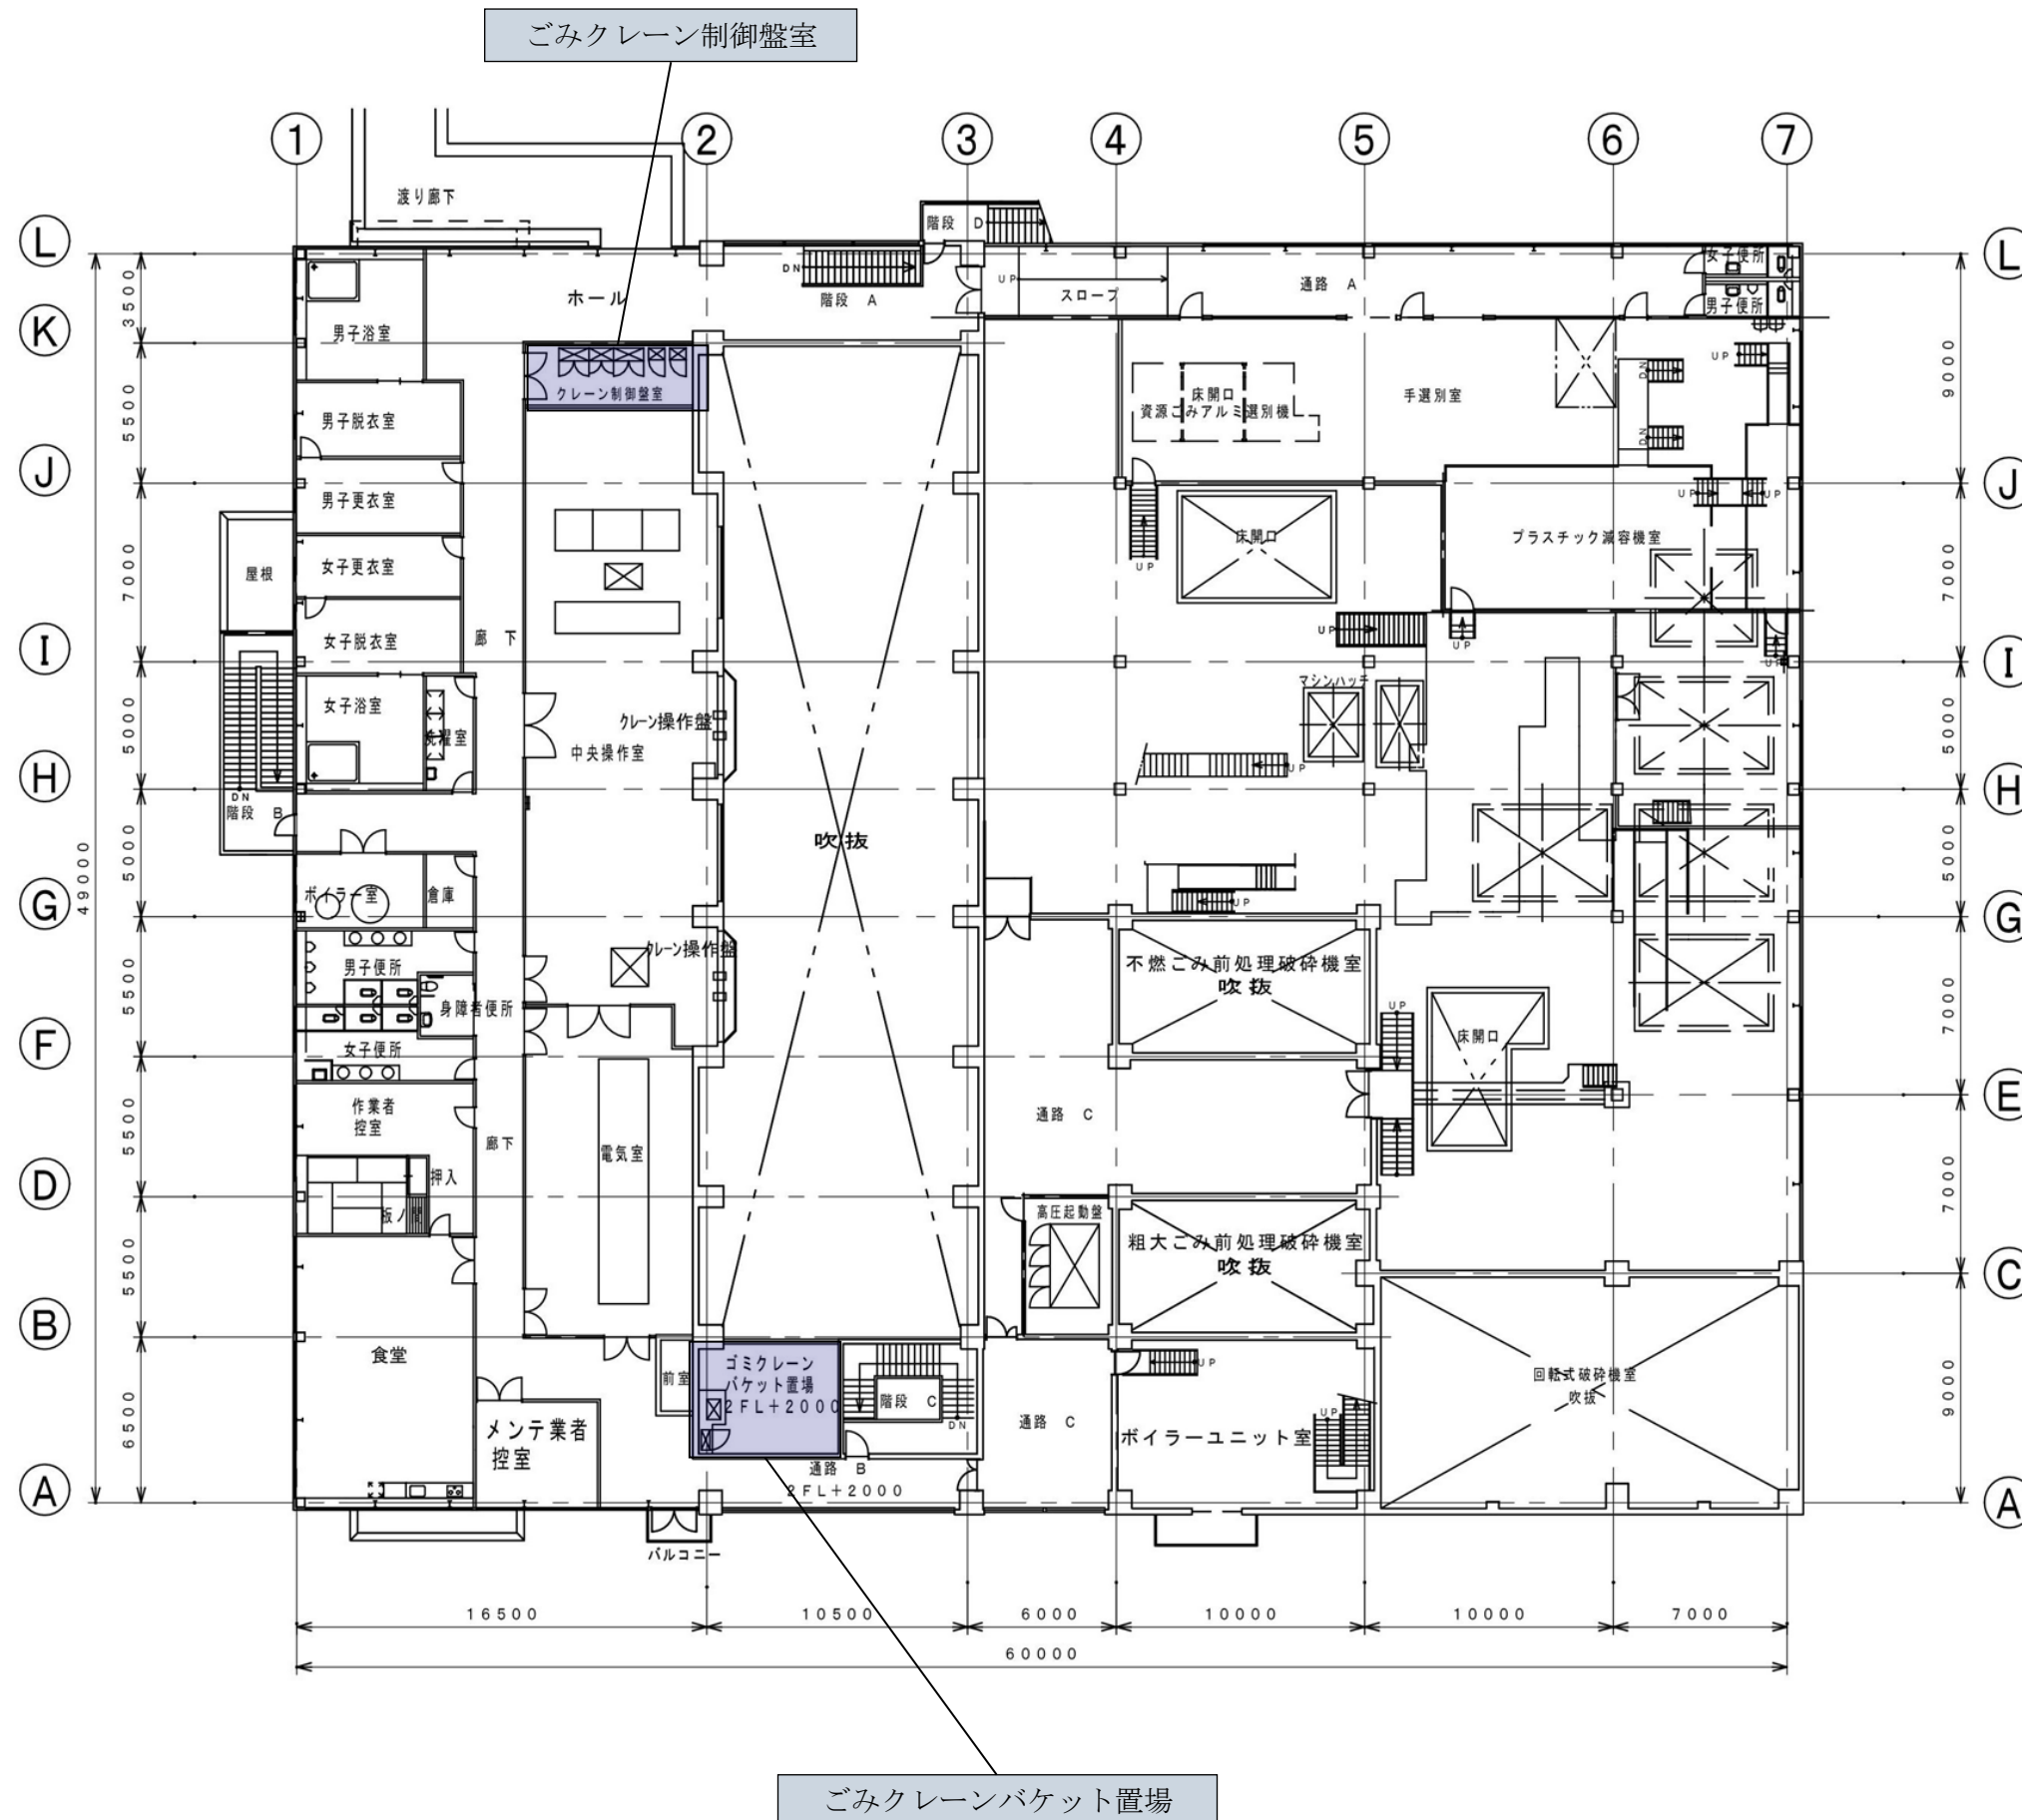 ごみクレーン制御盤室
1
2
3
4
5
6
7
渡り廊下
階段 D
L
L
DN
階段 A
UP
スロープ
通路 A
女子便所
男子便所
ホール
3500
K
男子浴室
クレーン制御盤室
床開口
資源ごみアルミ選別機
手選別室
DN
DN
UP
9000
5500
男子脱衣室
J
J
男子更衣室
UP
床開口
プラスチック減容機室
UP
UP
7000
女子更衣室
屋根
7000
女子脱衣室
廊下
UP
UP
UP
I
I
マシンハッチ
女子浴室
洗濯室
クレーン操作盤
中央操作室
5000
5000
UP
H
H
DN
階段 B
吹抜
5000
5000
49000
ボイラー室
倉庫
UP
G
G
クレーン操作盤
男子便所
身障者便所
不燃ごみ前処理破砕機室
吹抜
5500
7000
UP
床開口
F
女子便所
E
作業者
控室
廊下
電気室
通路 C
5500
押入
板ノ間
D
7000
高圧起動盤
粗大ごみ前処理破砕機室
吹抜
5500
C
B
食堂
前室
ゴミクレーン
バケット置場
2FL+2000
階段 C
DN
UP
回転式破砕機室
吹抜
9000
6500
メンテ業者
控室
通路 C
ボイラーユニット室
UP
通路 B
2FL+2000
A
A
バルコニー
16500
10500
6000
10000
10000
7000
60000
ごみクレーンバケット置場